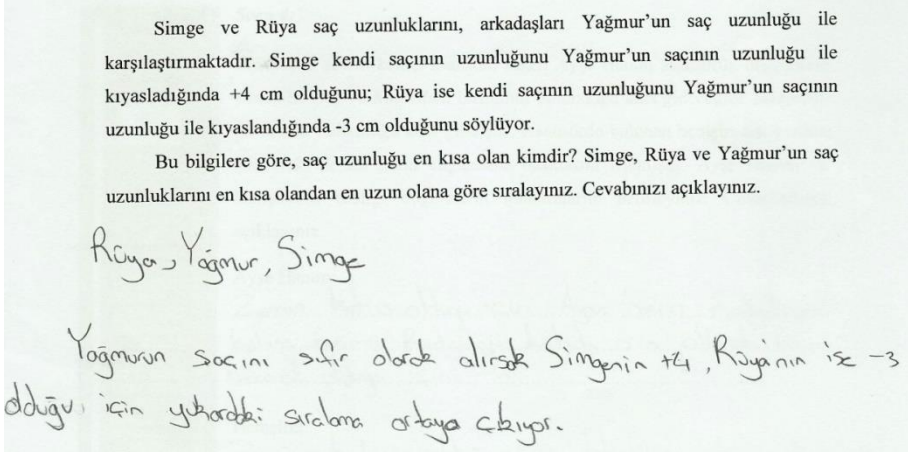 Simge ve Rüya saç uzunluklarını, arkadaşları Yağmur'un saç uzunluğu ile
karşılaştırmaktadır. Simge kendi saçının uzunluğunu Yağmur'un saçının uzunluğu ile
kıyasladığında +4 cm olduğunu; Rüya ise kendi saçının uzunluğunu Yağmur'un saçının
uzunluğu ile kıyaslandığında -3 cm olduğunu söylüyor.
Bu bilgilere göre, saç uzunluğu en kısa olan kimdir? Simge, Rüya ve Yağmur'un saç
uzunluklarını en kısa olandan en uzun olana göre sıralayınız. Cevabınızı açıklayınız.
Rüya, Yağmur, Simge
Yağmurun saçını sıfır olarak alırsak Simgenin +4, Rüya'nın ise -3
olduğu için yukarıdaki sıralama ortaya çıkıyor.